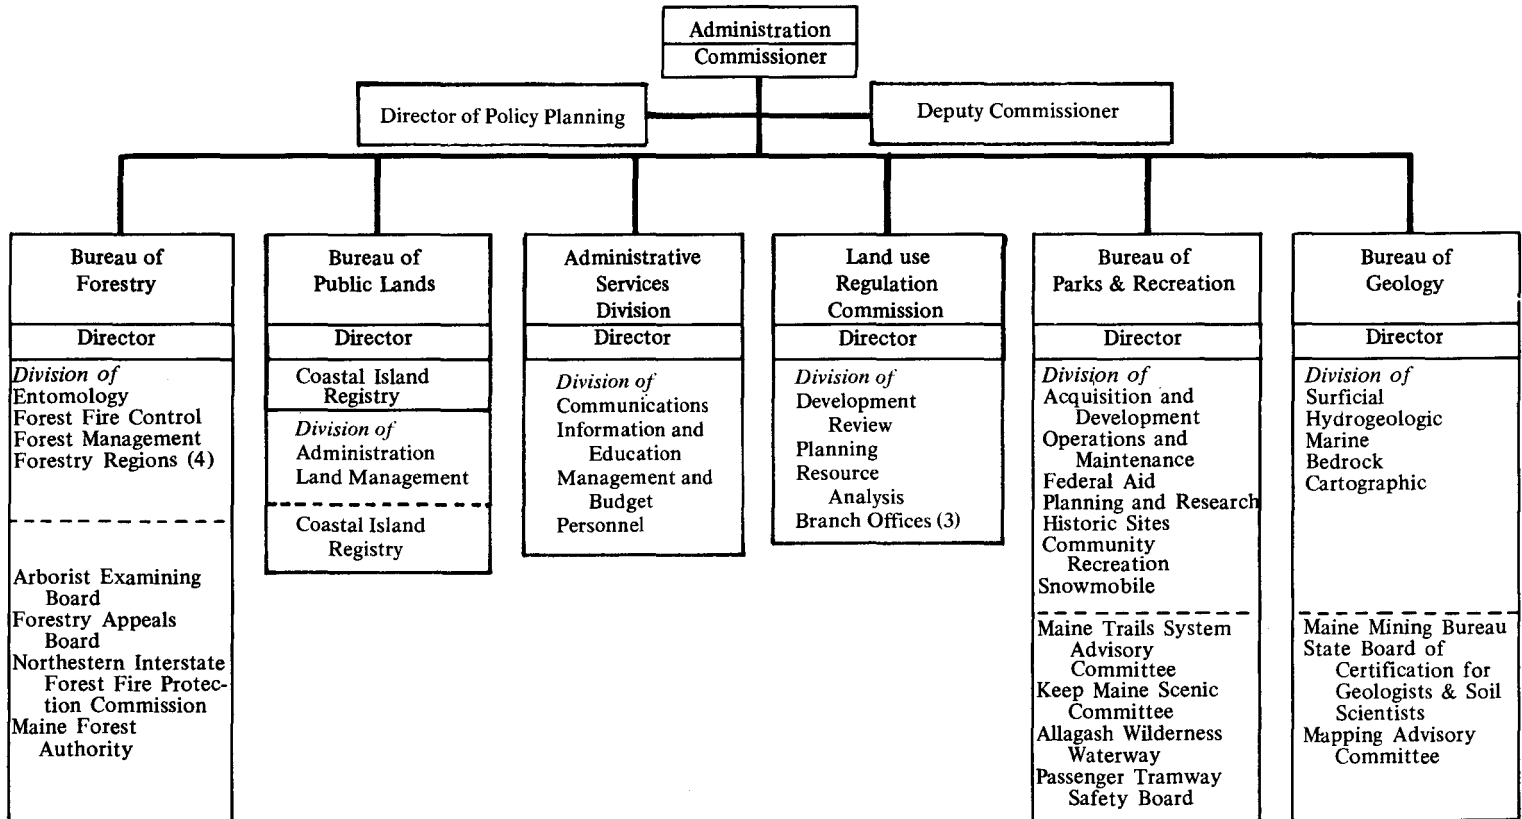 Administration
Commissioner
Director of Policy Planning
Deputy Commissioner
Bureau of
Forestry
Director
Division of
Entomology
Forest Fire Control
Forest Management
Forestry Regions (4)
Arborist Examining
Board
Forestry Appeals
Board
Northestern Interstate
Forest Fire Protec-
tion Commission
Maine Forest
Authority
Bureau of
Public Lands
Director
Coastal Island
Registry
Division of
Administration
Land Management
Coastal Island
Registry
Administrative
Services
Division
Director
Division of
Communications
Information and
Education
Management and
Budget
Personnel
Land use
Regulation
Commission
Director
Division of
Development
Review
Planning
Resource
Analysis
Branch Offices (3)
Bureau of
Parks & Recreation
Director
Division of
Acquisition and
Development
Operations and
Maintenance
Federal Aid
Planning and Research
Historic Sites
Community
Recreation
Snowmobile
Maine Trails System
Advisory
Committee
Keep Maine Scenic
Committee
Allagash Wilderness
Waterway
Passenger Tramway
Safety Board
Bureau of
Geology
Director
Division of
Surficial
Hydrogeologic
Marine
Bedrock
Cartographic
Maine Mining Bureau
State Board of
Certification for
Geologists & Soil
Scientists
Mapping Advisory
Committee